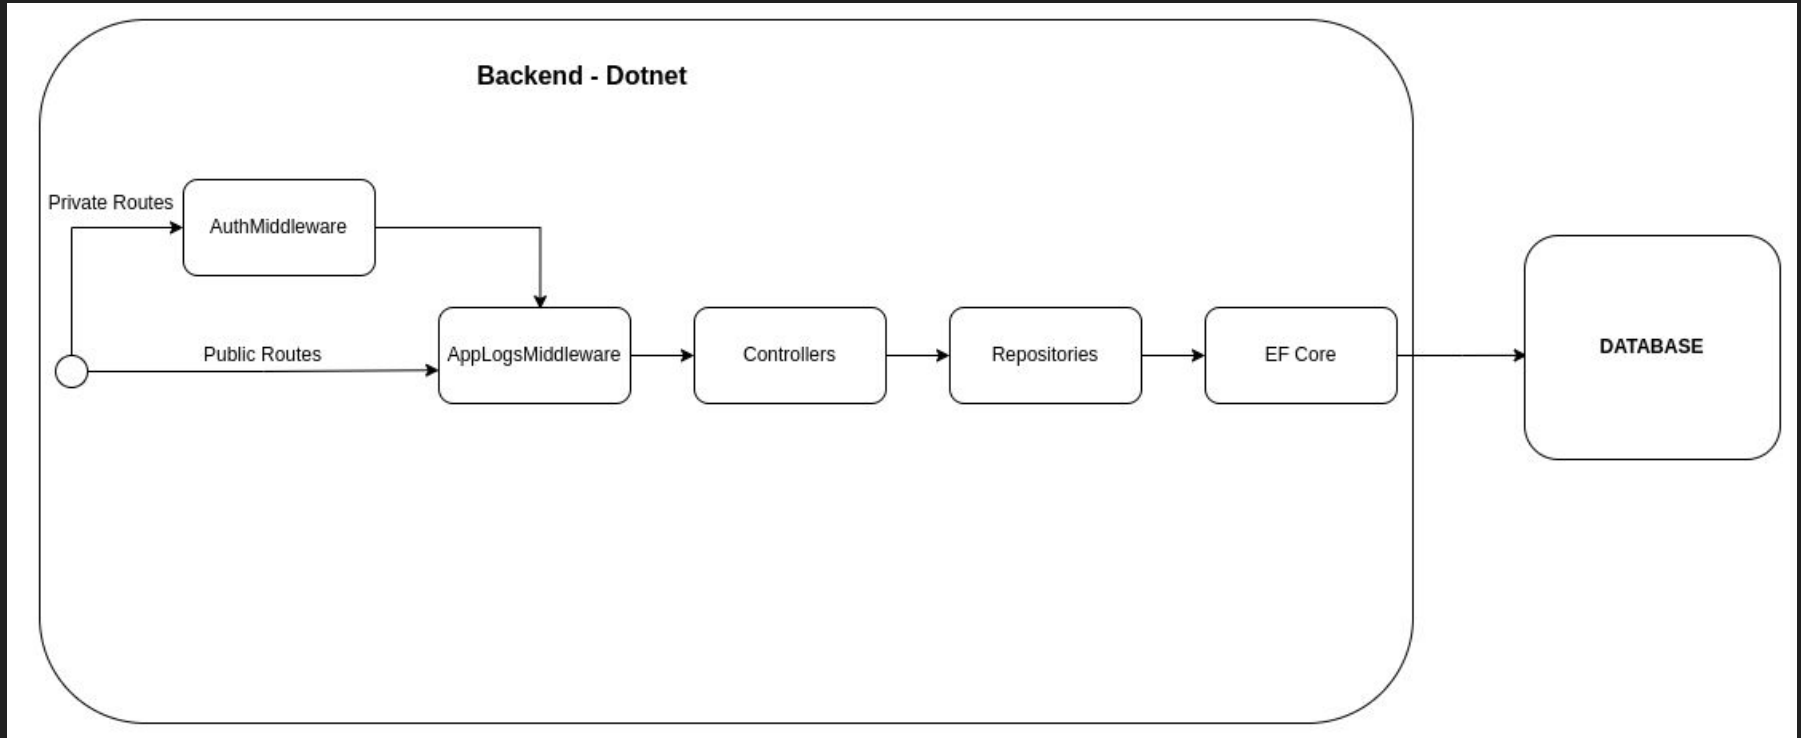 Backend - Dotnet
Private Routes
AuthMiddleware
Public Routes
AppLogsMiddleware
Controllers
Repositories
EF Core
DATABASE